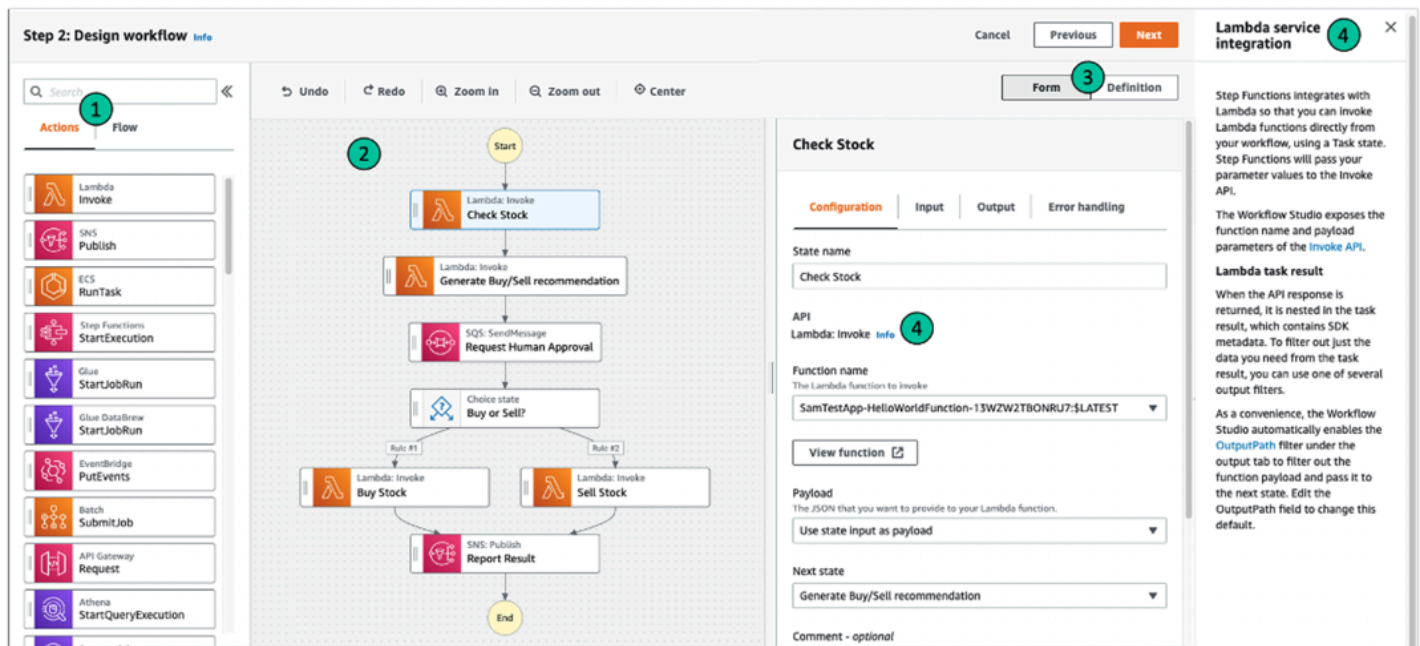 Step 2: Design workflow Info
Cancel
Previous
Next
Search
1
Actions
Flow
Lambda
Invoke
SNS
Publish
ECS
RunTask
Step Functions
StartExecution
Glue
StartJobRun
Glue DataBrew
StartJobRun
EventBridge
PutEvents
Batch
SubmitJob
API Gateway
Request
Athena
StartQueryExecution
Undo
Redo
Zoom in
Zoom out
Center
2
Start
Lambda: Invoke
Check Stock
Lambda: Invoke
Generate Buy/Sell recommendation
SQS: SendMessage
Request Human Approval
Choice state
Buy or Sell?
Rule #1
Rule #2
Lambda: Invoke
Buy Stock
Lambda: Invoke
Sell Stock
SNS: Publish
Report Result
End
Form
3
Definition
Check Stock
Configuration
Input
Output
Error handling
State name
Check Stock
API
Lambda: Invoke Info
4
Function name
The Lambda function to invoke
SamTestApp-HelloWorldFunction-13WZW2TBONRU7:$LATEST
View function
Payload
The JSON that you want to provide to your Lambda function.
Use state input as payload
Next state
Generate Buy/Sell recommendation
Comment - optional
Lambda service
integration
4
Step Functions integrates with
Lambda so that you can invoke
Lambda functions directly from
your workflow, using a Task state.
Step Functions will pass your
parameter values to the Invoke
API.
The Workflow Studio exposes the
function name and payload
parameters of the Invoke API.
Lambda task result
When the API response is
returned, it is nested in the task
result, which contains SDK
metadata. To filter out just the
data you need from the task
result, you can use one of several
output filters.
As a convenience, the Workflow
Studio automatically enables the
OutputPath filter under the
output tab to filter out the
function payload and pass it to
the next state. Edit the
OutputPath field to change this
default.